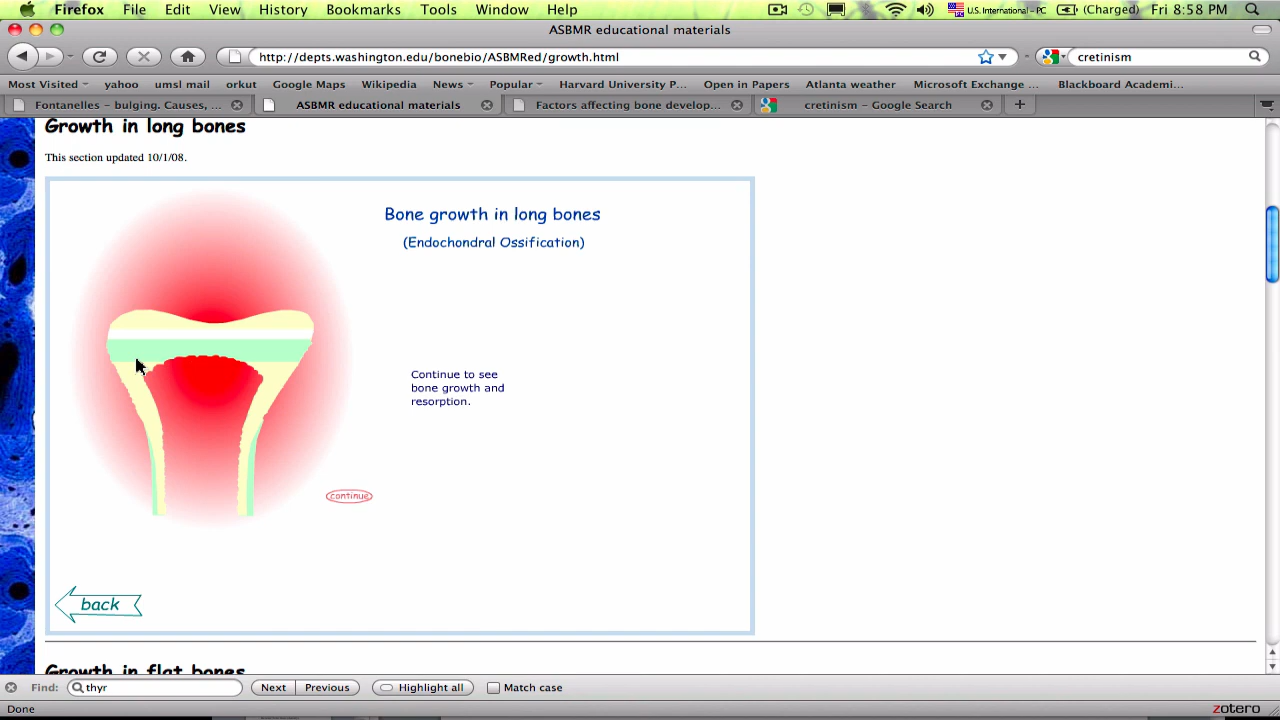 Firefox File Edit View History Bookmarks Tools Window Help U.S. International - PC (Charged) Fri 8:58 PM
ASBMR educational materials
http://depts.washington.edu/bonebio/ASBMRed/growth.html cretinism
Most Visited yahoo umsl mail orkut Google Maps Wikipedia News Popular Harvard University P... Open in Papers Atlanta weather Microsoft Exchange ... Blackboard Academi...
Fontanelles – bulging. Causes, ... ASBMR educational materials Factors affecting bone develop... cretinism – Google Search
Growth in long bones
This section updated 10/1/08.
Bone growth in long bones
(Endochondral Ossification)
Continue to see
bone growth and
resorption.
continue
back
Growth in flat bones
Find: thyr Next Previous Highlight all Match case
Done zotero